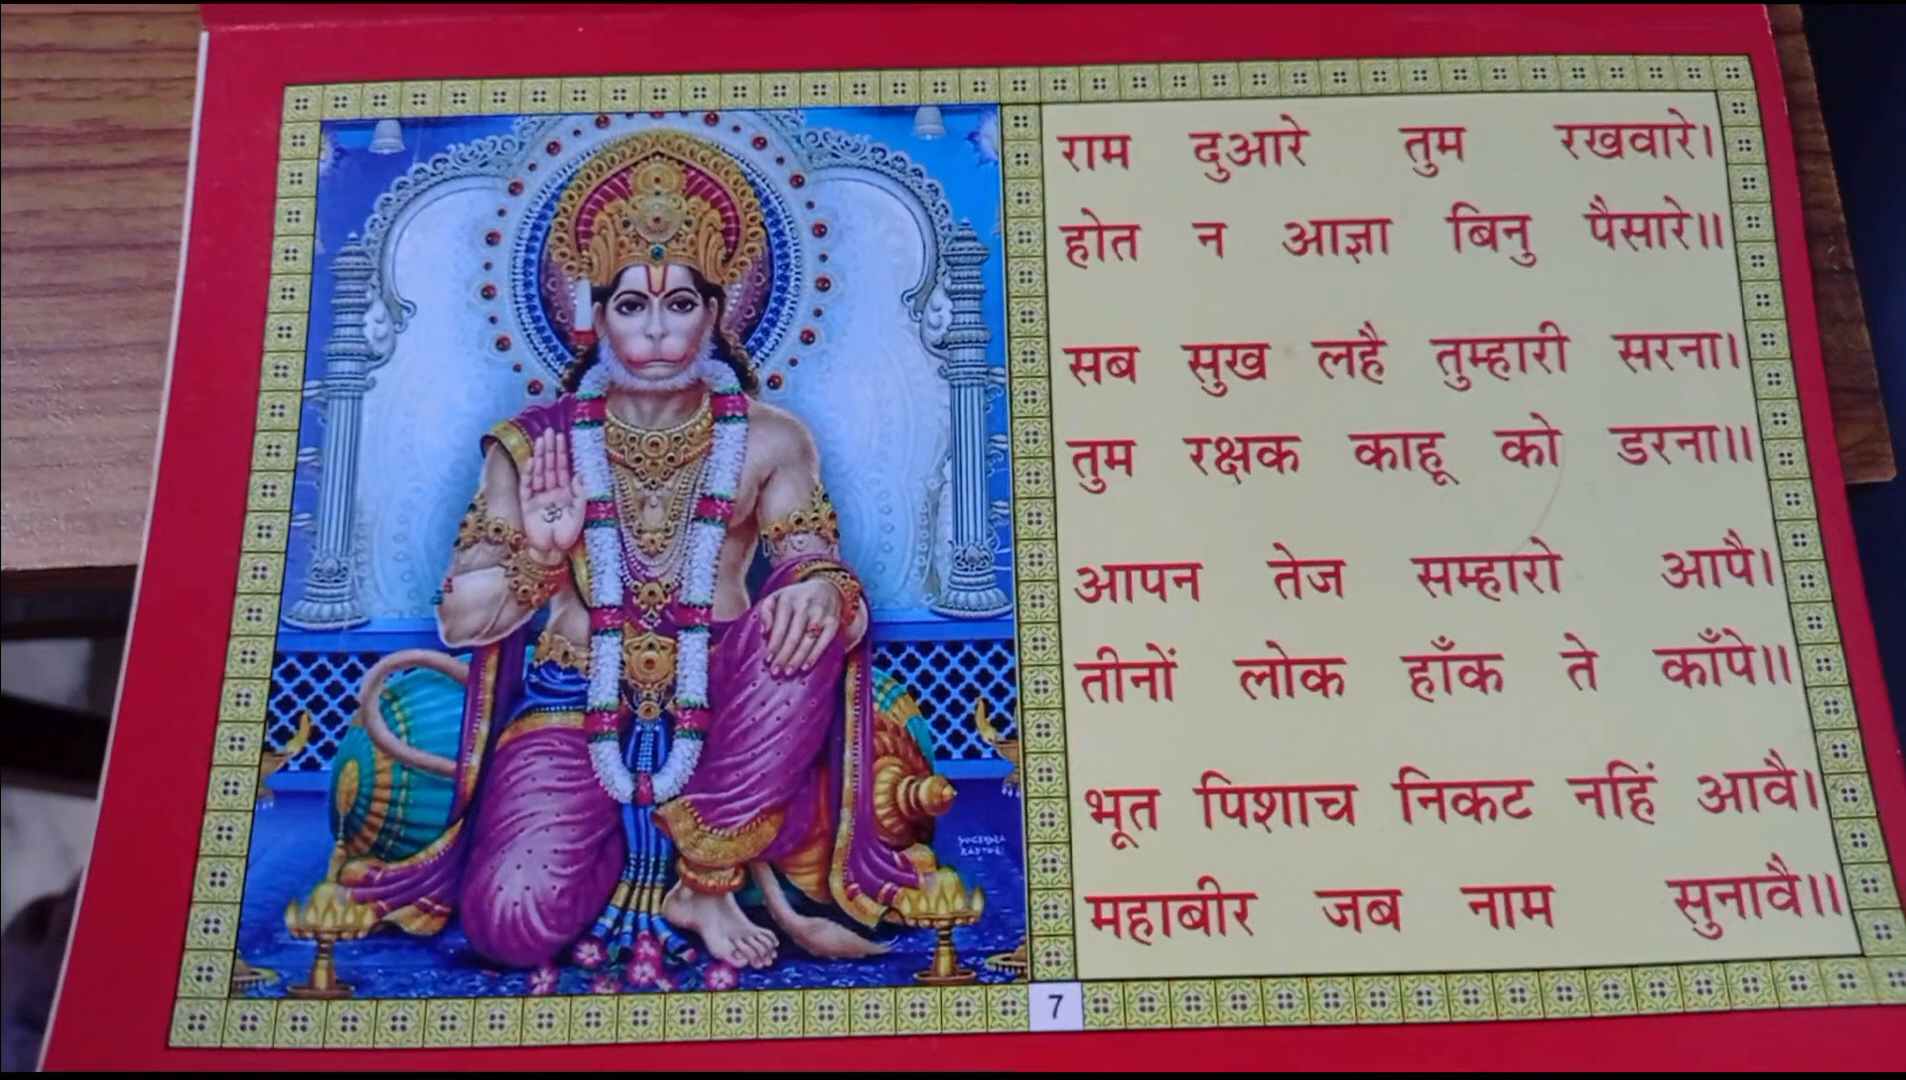 राम दुआरे तुम रखवारे।
होत न आज्ञा बिनु पैसारे॥
सब सुख लहै तुम्हारी सरना।
तुम रक्षक काहू को डरना॥
आपन तेज सम्हारो आपै।
तीनों लोक हाँक ते काँपे॥
भूत पिशाच निकट नहिं आवै।
महाबीर जब नाम सुनावै॥
7